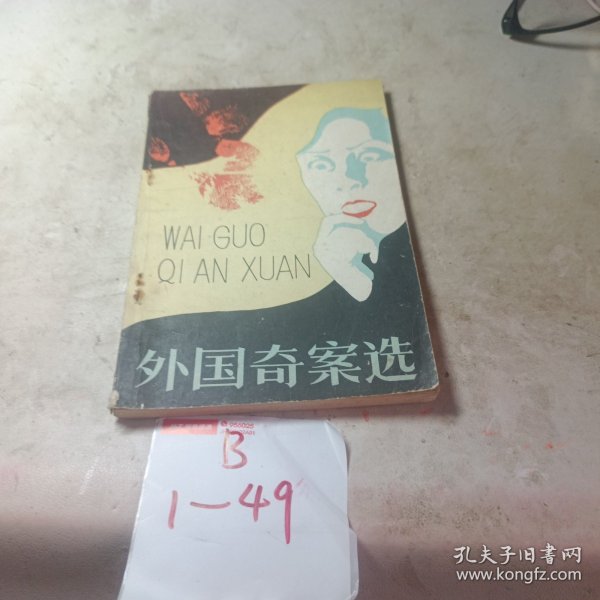 WAI GUO
QI AN XUAN
外国奇案选
B
1—49
孔夫子旧书网
www.kongfz.com